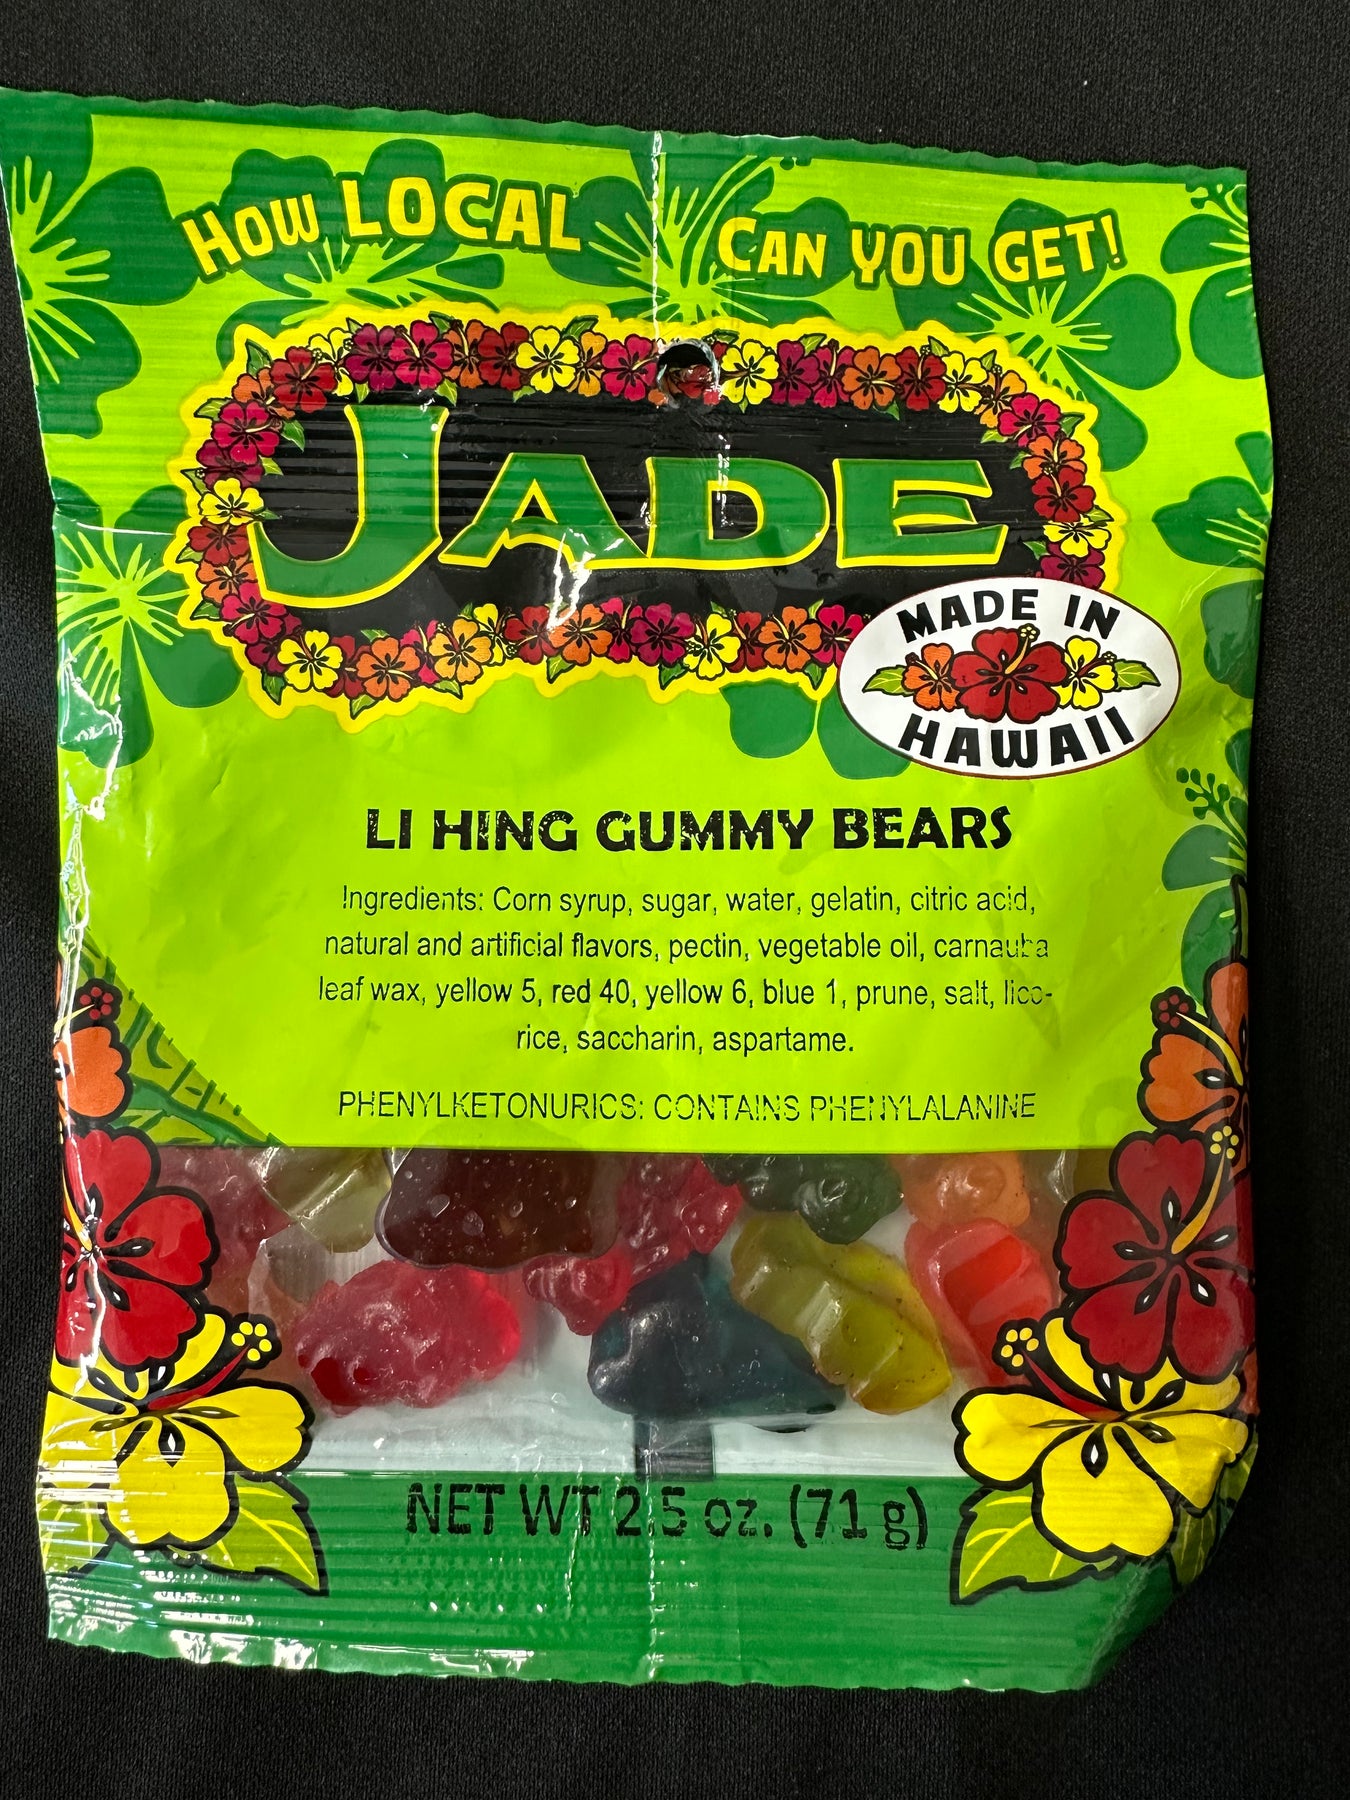 How LOCAL CAN YOU GET!
JADE
MADE IN
HAWAII
LI HING GUMMY BEARS
Ingredients: Corn syrup, sugar, water, gelatin, citric acid,
natural and artificial flavors, pectin, vegetable oil, carnauba
leaf wax, yellow 5, red 40, yellow 6, blue 1, prune, salt, lico-
rice, saccharin, aspartame.
PHENYLKETONURICS: CONTAINS PHENYLALANINE
NET WT 2.5 oz. (71 g)